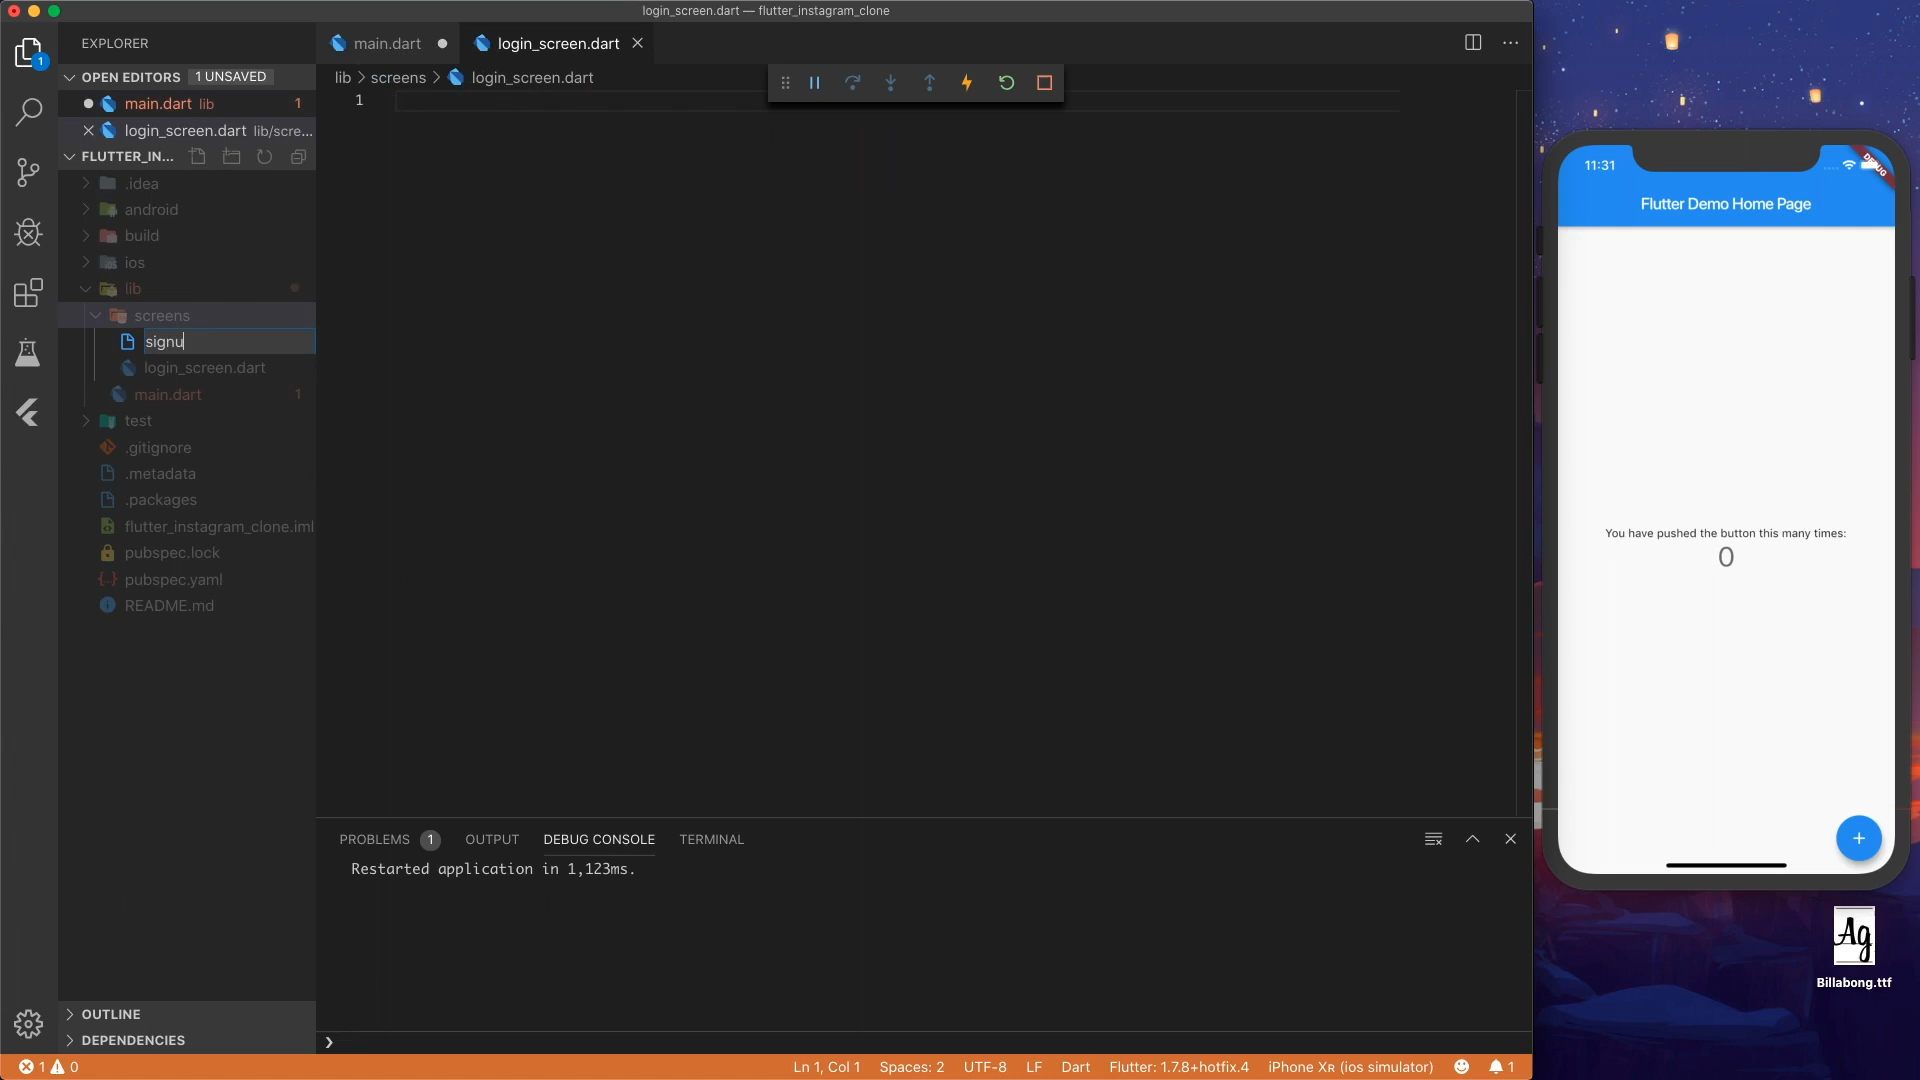 login_screen.dart — flutter_instagram_clone
EXPLORER
main.dart
login_screen.dart
OPEN EDITORS 1 UNSAVED
main.dart lib 1
login_screen.dart lib/scre...
FLUTTER_IN...
.idea
android
build
ios
lib
screens
signu
login_screen.dart
main.dart 1
test
.gitignore
.metadata
.packages
flutter_instagram_clone.iml
pubspec.lock
pubspec.yaml
README.md
OUTLINE
DEPENDENCIES
1
lib > screens > login_screen.dart
1
PROBLEMS 1 OUTPUT DEBUG CONSOLE TERMINAL
Restarted application in 1,123ms.
1 0
Ln 1, Col 1 Spaces: 2 UTF-8 LF Dart Flutter: 1.7.8+hotfix.4 iPhone Xʀ (ios simulator) 1
11:31
DEBUG
Flutter Demo Home Page
You have pushed the button this many times:
0
+
Ag
Billabong.ttf